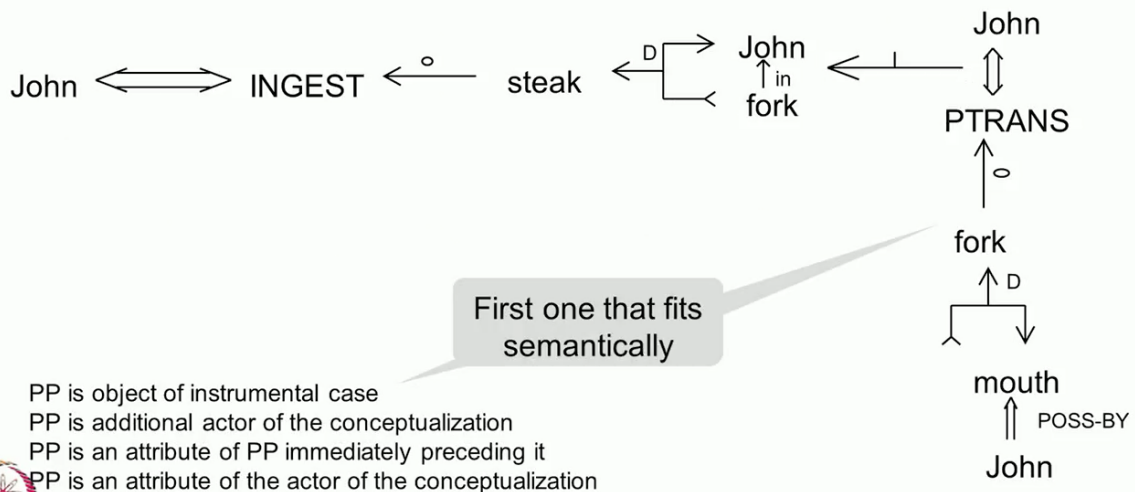 John
John INGEST o steak D John I
in
fork
PTRANS
o
fork
D
First one that fits
semantically
mouth
POSS-BY
John
PP is object of instrumental case
PP is additional actor of the conceptualization
PP is an attribute of PP immediately preceding it
PP is an attribute of the actor of the conceptualization